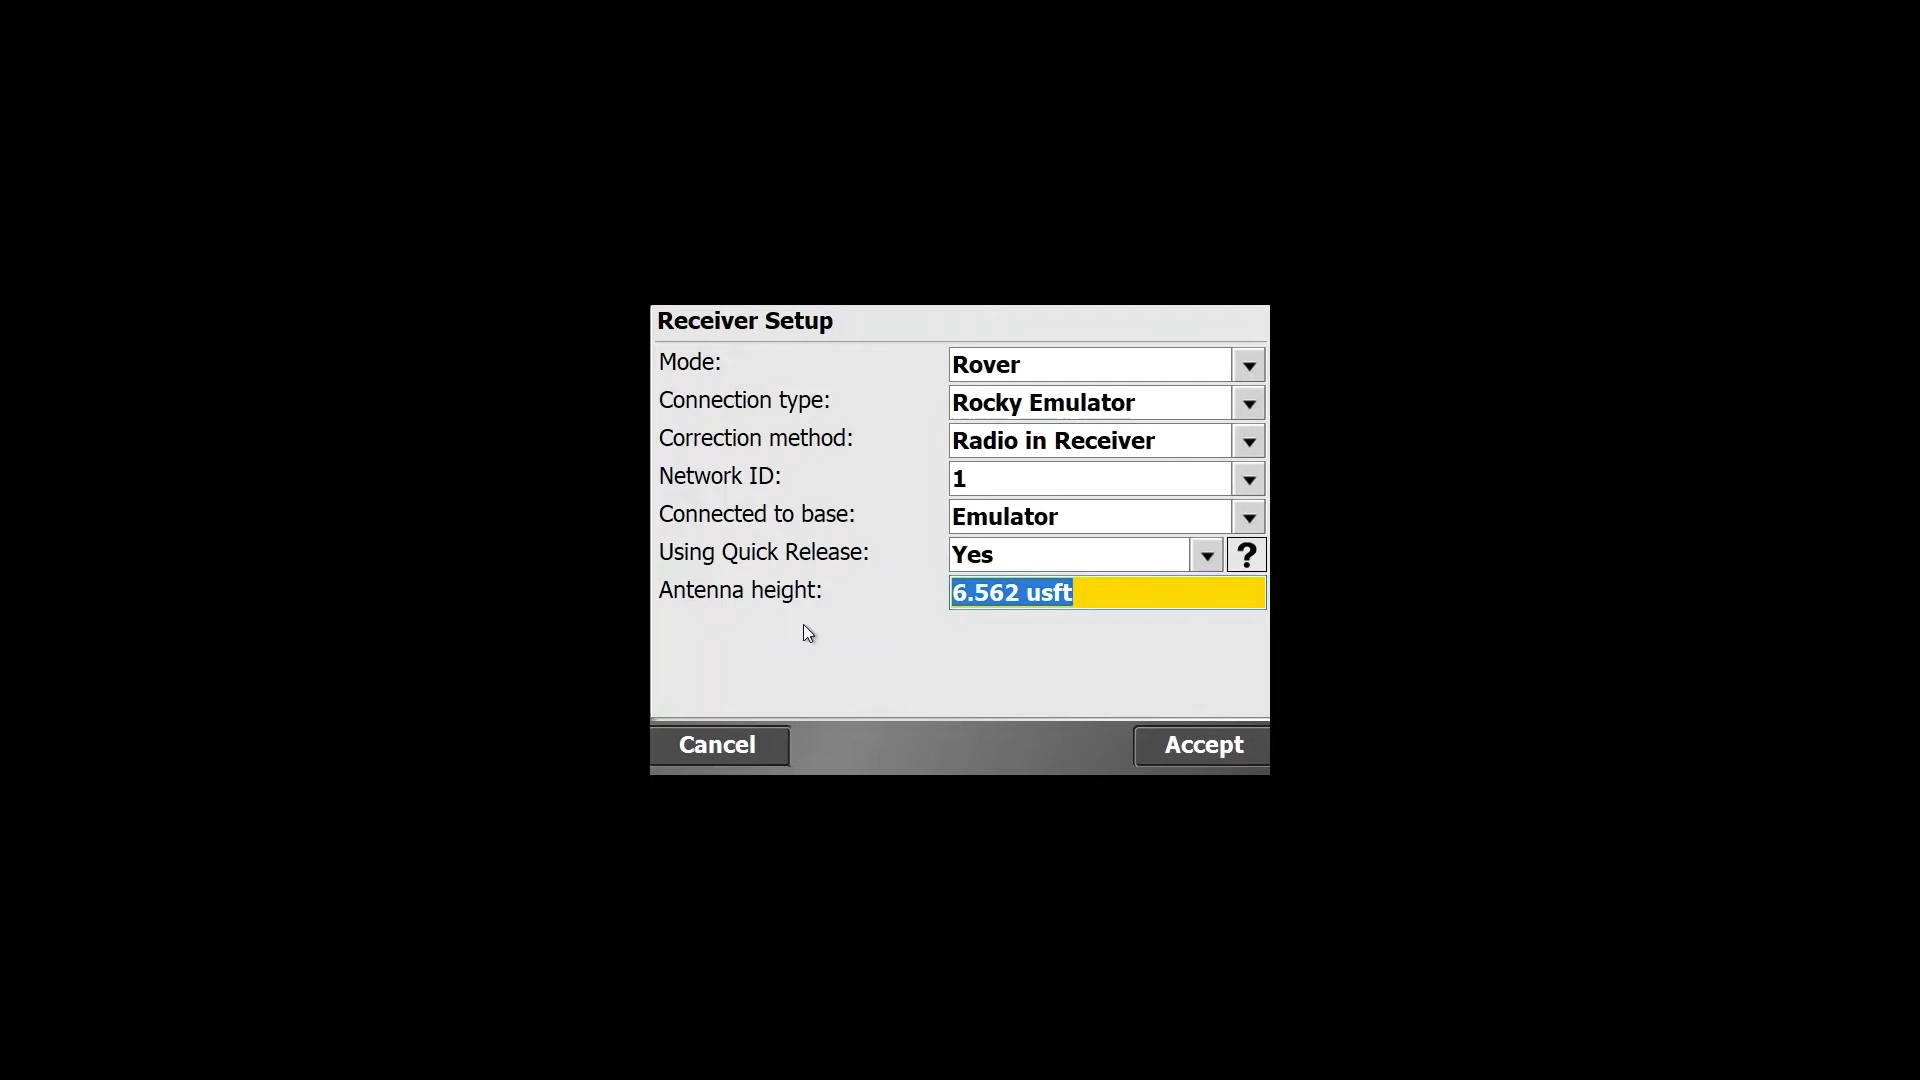 Receiver Setup
Mode: Rover
Connection type: Rocky Emulator
Correction method: Radio in Receiver
Network ID: 1
Connected to base: Emulator
Using Quick Release: Yes ?
Antenna height: 6.562 usft
Cancel Accept